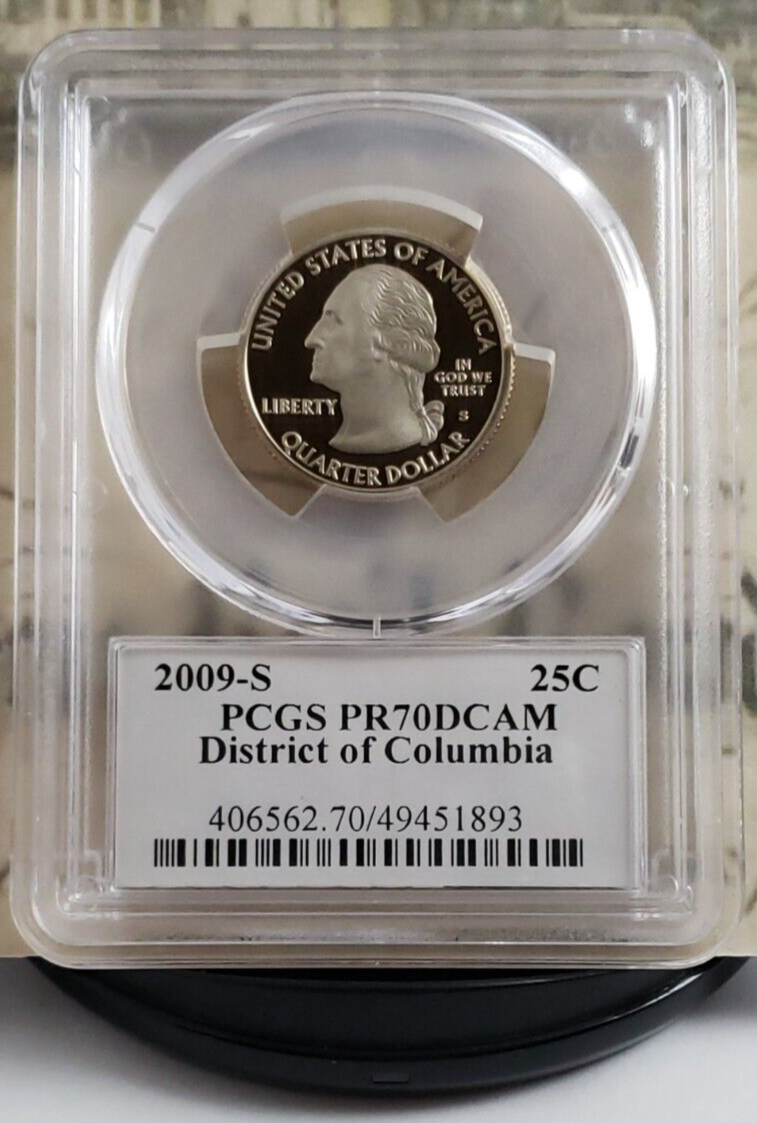 UNITED STATES OF AMERICA
IN
GOD WE
TRUST
LIBERTY
S
QUARTER DOLLAR
2009-S 25C
PCGS PR70DCAM
District of Columbia
406562.70/49451893